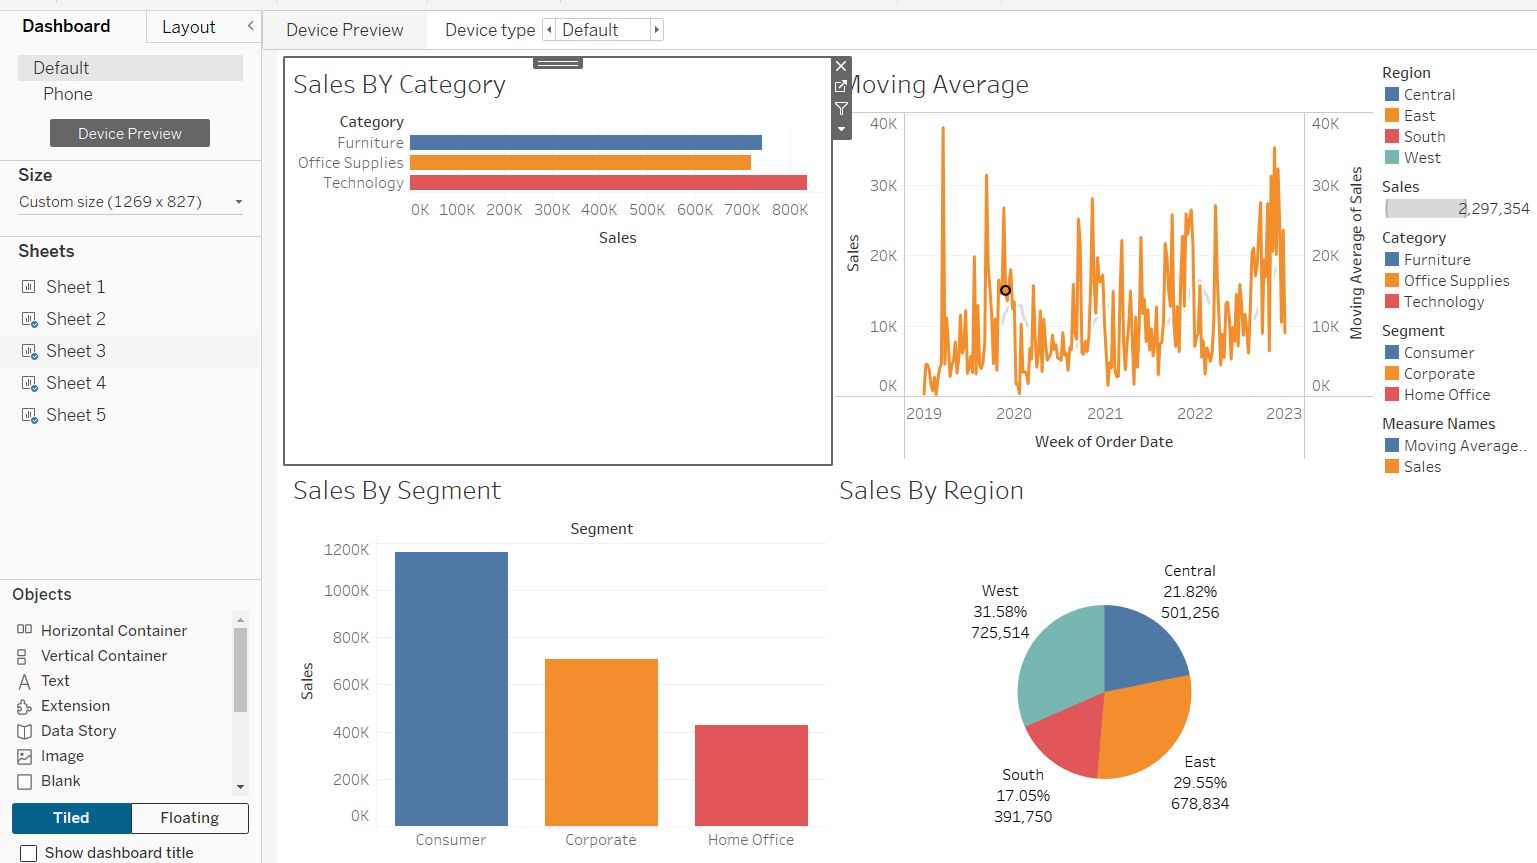 Dashboard
Layout
Default
Phone
Device Preview
Size
Custom size (1269 x 827)
Sheets
Sheet 1
Sheet 2
Sheet 3
Sheet 4
Sheet 5
Objects
Horizontal Container
Vertical Container
Text
Extension
Data Story
Image
Blank
Tiled
Floating
Show dashboard title
Device Preview
Device type
Default
Sales BY Category
Category
Furniture
Office Supplies
Technology
0K 100K 200K 300K 400K 500K 600K 700K 800K
Sales
Moving Average
40K
30K
20K
10K
0K
Sales
40K
30K
20K
10K
0K
Moving Average of Sales
2019 2020 2021 2022 2023
Week of Order Date
Sales By Segment
Segment
1200K
1000K
800K
600K
400K
200K
0K
Sales
Consumer Corporate Home Office
Sales By Region
Central
21.82%
501,256
West
31.58%
725,514
East
29.55%
678,834
South
17.05%
391,750
Region
Central
East
South
West
Sales
2,297,354
Category
Furniture
Office Supplies
Technology
Segment
Consumer
Corporate
Home Office
Measure Names
Moving Average..
Sales